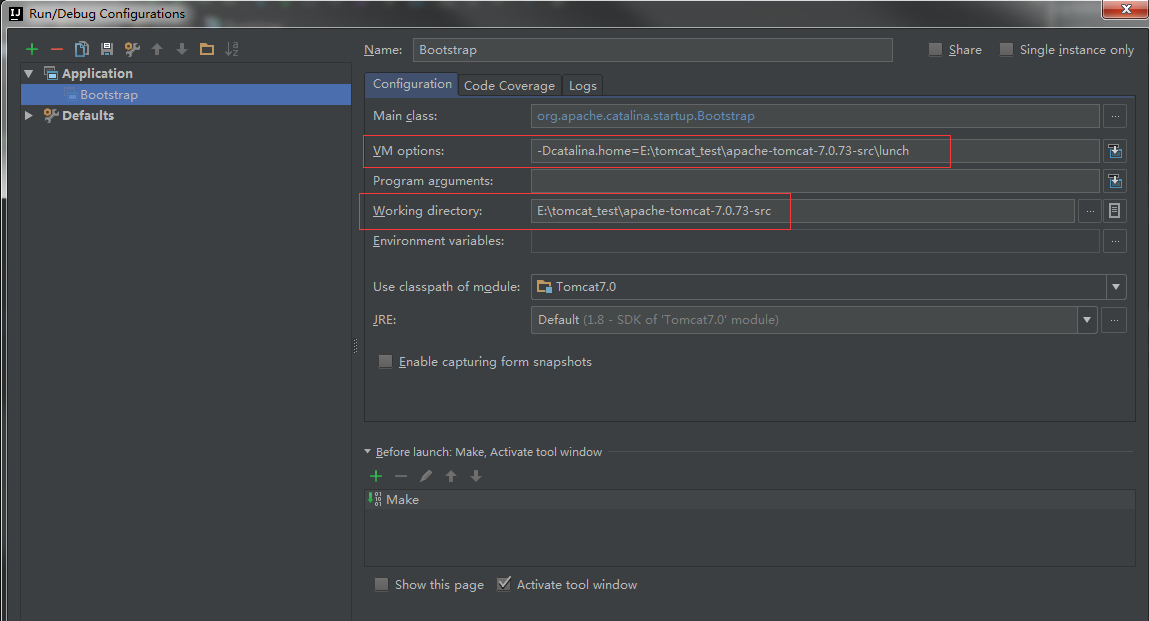 Run/Debug Configurations
Application
Bootstrap
Defaults
Name: Bootstrap
Share
Single instance only
Configuration Code Coverage Logs
Main class: org.apache.catalina.startup.Bootstrap
VM options: -Dcatalina.home=E:\tomcat_test\apache-tomcat-7.0.73-src\lunch
Program arguments:
Working directory: E:\tomcat_test\apache-tomcat-7.0.73-src
Environment variables:
Use classpath of module: Tomcat7.0
JRE: Default (1.8 - SDK of 'Tomcat7.0' module)
Enable capturing form snapshots
Before launch: Make, Activate tool window
Make
Show this page Activate tool window